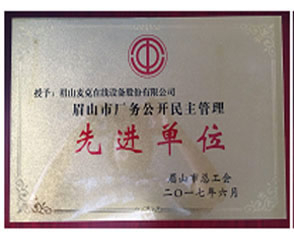 授予：眉山麦克在线设备股份有限公司
眉山市厂务公开民主管理
先进单位
眉山市总工会
二〇一七年六月